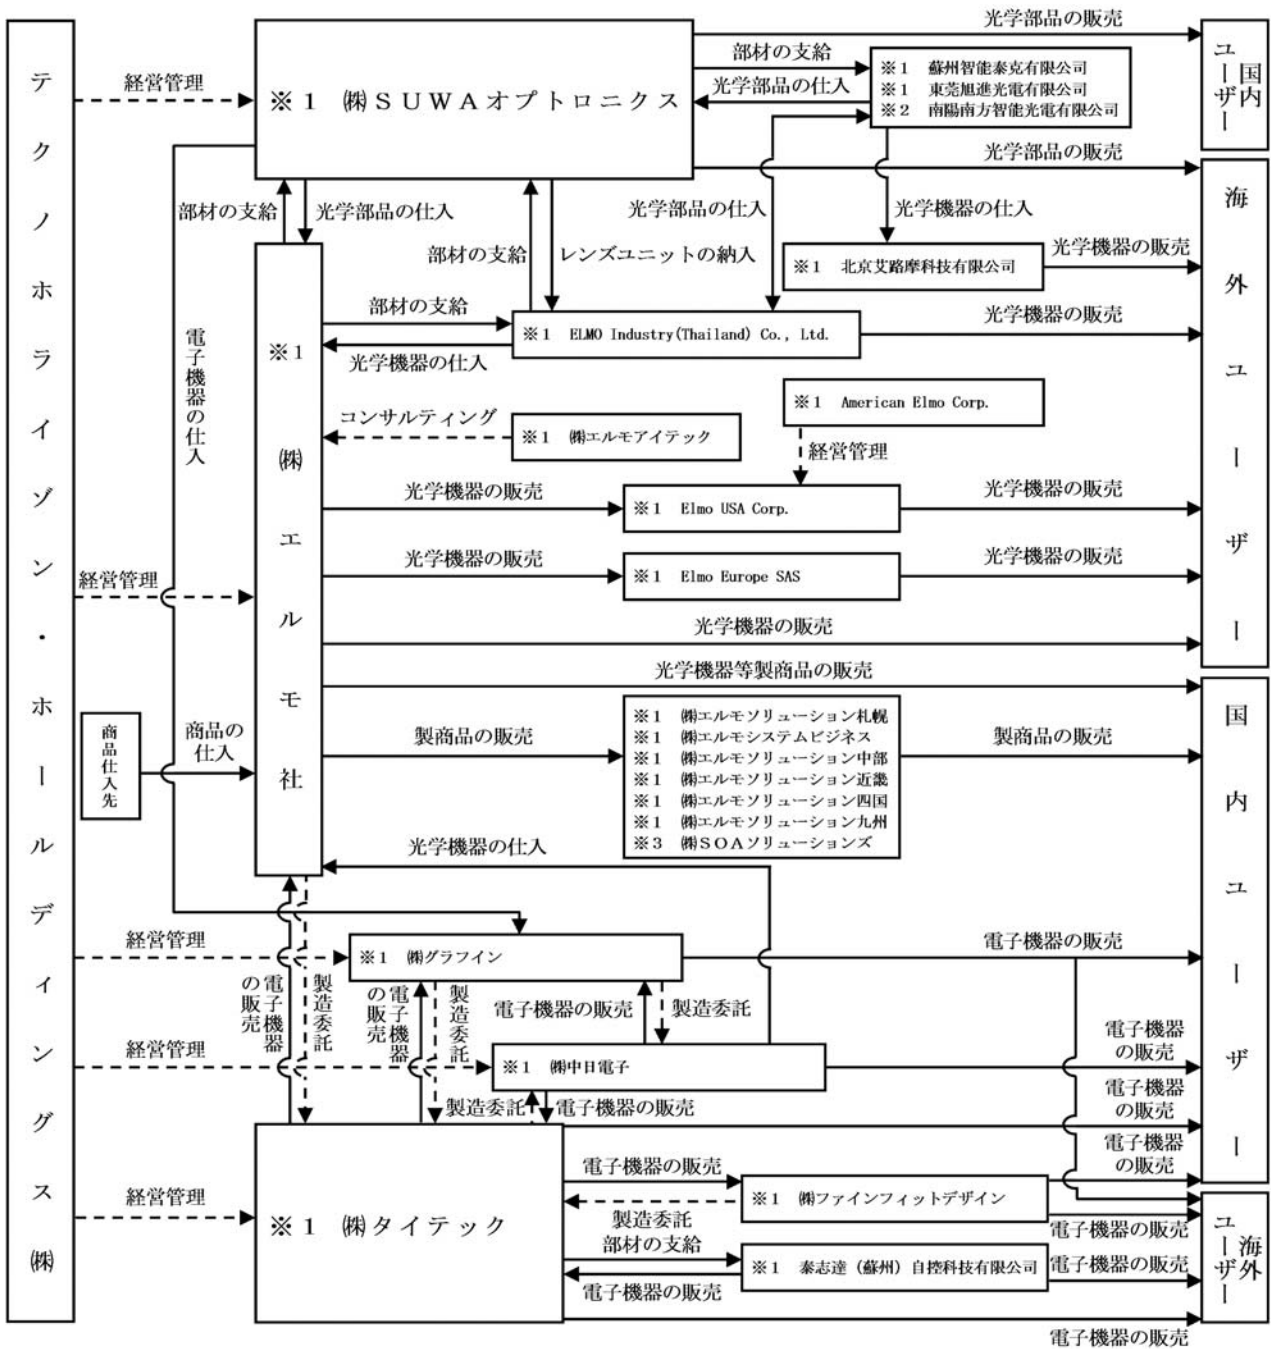 テクノホライゾン・ホールディングス㈱
経営管理
※1 ㈱SUWAオプトロニクス
光学部品の販売
国内ユーザー
部材の支給
光学部品の仕入
※1 蘇州智能泰克有限公司
※1 東莞旭進光電有限公司
※2 南陽南方智能光電有限公司
光学部品の販売
海外ユーザー
部材の支給
光学部品の仕入
部材の支給
レンズユニットの納入
光学部品の仕入
光学機器の仕入
※1 北京艾路摩科技有限公司
光学機器の販売
電子機器の仕入
※1 ㈱エルモ社
部材の支給
光学機器の仕入
※1 ELMO Industry(Thailand) Co., Ltd.
光学機器の販売
※1 American Elmo Corp.
経営管理
コンサルティング
※1 ㈱エルモアイテック
光学機器の販売
※1 Elmo USA Corp.
光学機器の販売
経営管理
光学機器の販売
※1 Elmo Europe SAS
光学機器の販売
光学機器の販売
光学機器等製商品の販売
国内ユーザー
商品仕入先
商品の
仕入
製商品の販売
※1 ㈱エルモソリューション札幌
※1 ㈱エルモシステムビジネス
※1 ㈱エルモソリューション中部
※1 ㈱エルモソリューション近畿
※1 ㈱エルモソリューション四国
※1 ㈱エルモソリューション九州
※3 ㈱SOAソリューションズ
製商品の販売
光学機器の仕入
経営管理
※1 ㈱グラフイン
電子機器の販売
電子機器
の販売
製造委託
電子機器
の販売
製造委託
電子機器の販売
製造委託
経営管理
※1 ㈱中日電子
電子機器
の販売
製造委託
電子機器の販売
電子機器
の販売
経営管理
※1 ㈱タイテック
電子機器の販売
製造委託
※1 ㈱ファインフィットデザイン
電子機器
の販売
電子機器の販売
海外ユーザー
部材の支給
電子機器の販売
※1 泰志達(蘇州)自控科技有限公司
電子機器の販売
電子機器の販売